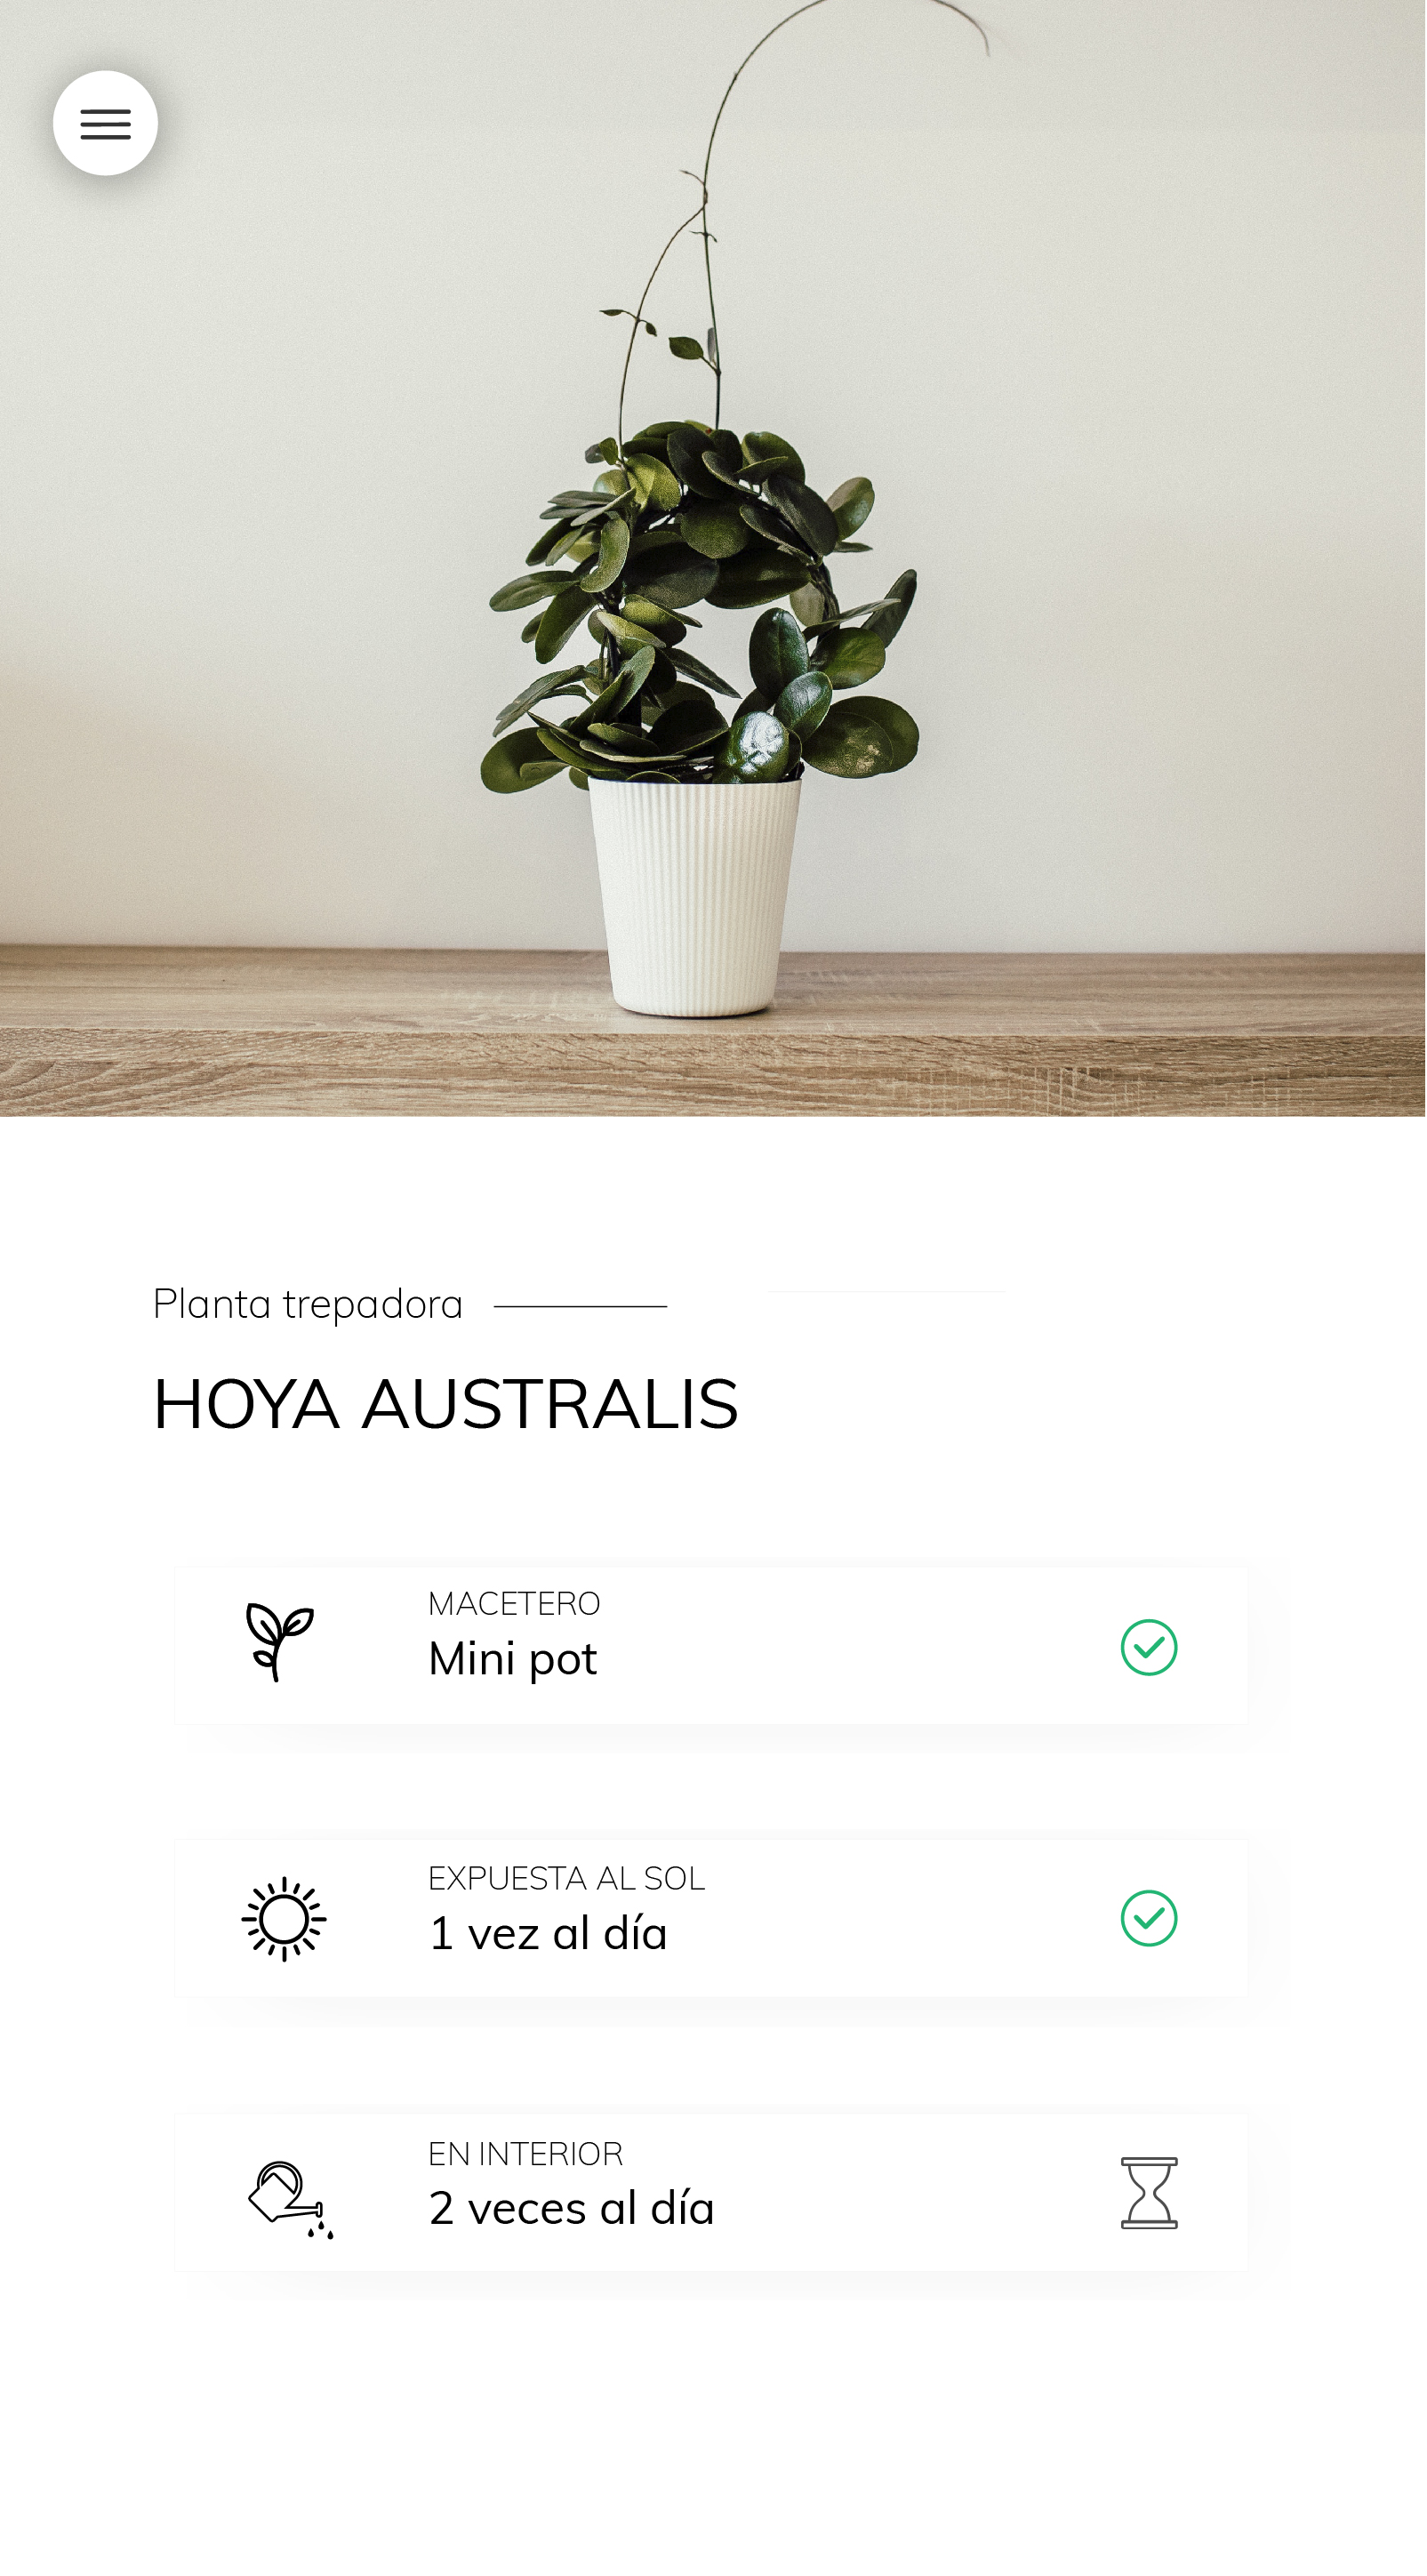 Planta trepadora
HOYA AUSTRALIS
MACETERO
Mini pot
EXPUESTA AL SOL
1 vez al día
EN INTERIOR
2 veces al día